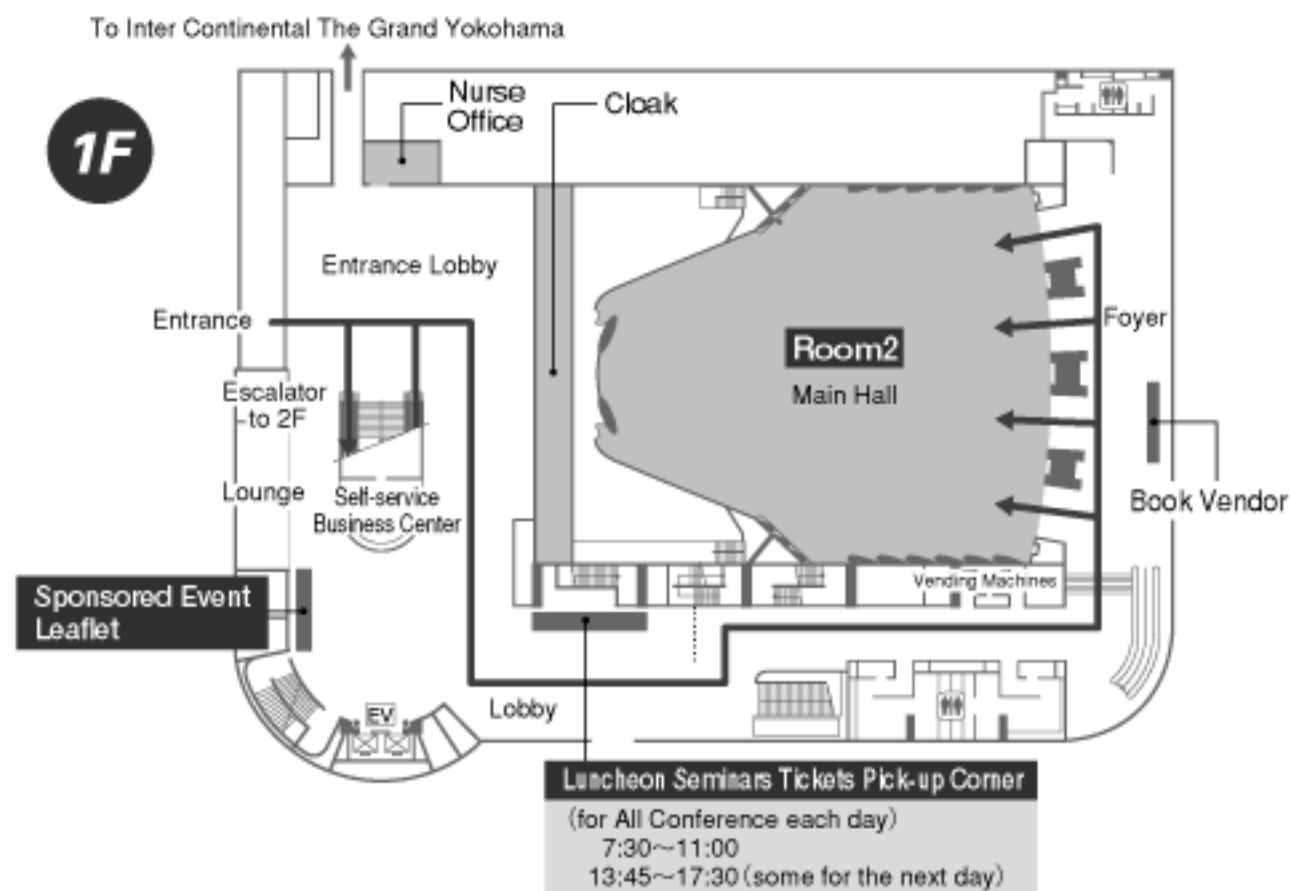 To Inter Continental The Grand Yokohama
1F
Nurse
Office
Cloak
Entrance Lobby
Entrance
Room2
Main Hall
Foyer
Escalator
to 2F
Lounge
Self-service
Business Center
Book Vendor
Vending Machines
Sponsored Event
Leaflet
EV
Lobby
Luncheon Seminars Tickets Pick-up Corner
(for All Conference each day)
7:30～11:00
13:45～17:30(some for the next day)